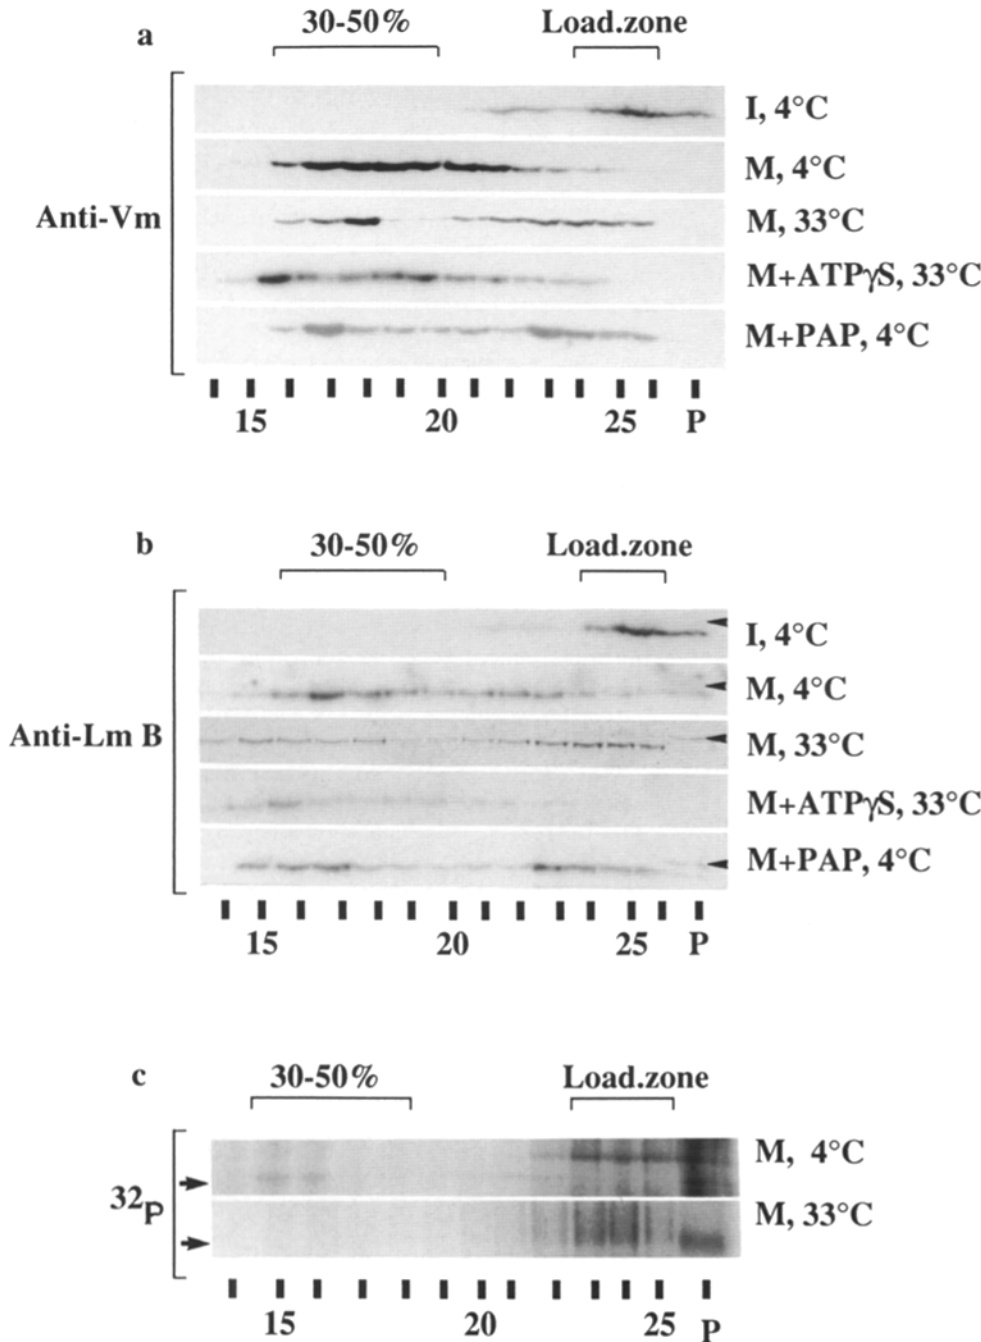 a
30-50%
Load.zone
Anti-Vm
I, 4°C
M, 4°C
M, 33°C
M+ATPγS, 33°C
M+PAP, 4°C
15
20
25
P
b
30-50%
Load.zone
Anti-Lm B
I, 4°C
M, 4°C
M, 33°C
M+ATPγS, 33°C
M+PAP, 4°C
15
20
25
P
c
30-50%
Load.zone
32P
M, 4°C
M, 33°C
15
20
25
P